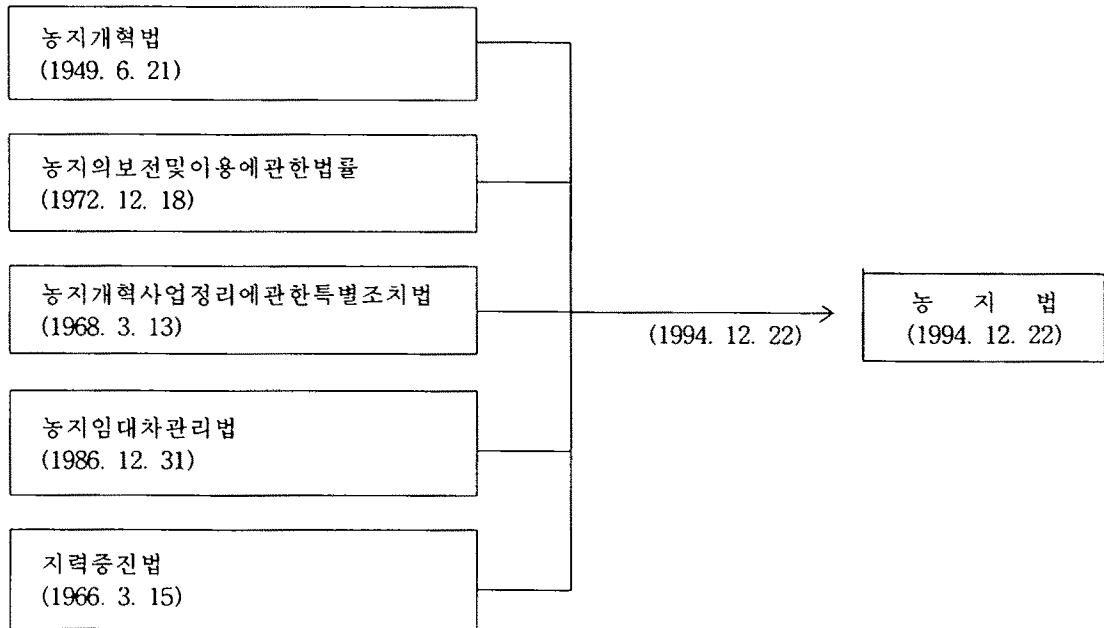 농지개혁법
(1949. 6. 21)
농지의보전및이용에관한법률
(1972. 12. 18)
농지개혁사업정리에관한특별조치법
(1968. 3. 13)
농지임대차관리법
(1986. 12. 31)
지력증진법
(1966. 3. 15)
(1994. 12. 22)
농 지 법
(1994. 12. 22)